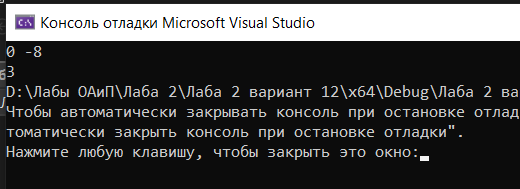 Консоль отладки Microsoft Visual Studio
0 -8
3
D:\Лабы ОАиП\Лаба 2\Лаба 2 вариант 12\x64\Debug\Лаба 2 ва
Чтобы автоматически закрывать консоль при остановке отлад
томатически закрыть консоль при остановке отладки".
Нажмите любую клавишу, чтобы закрыть это окно: